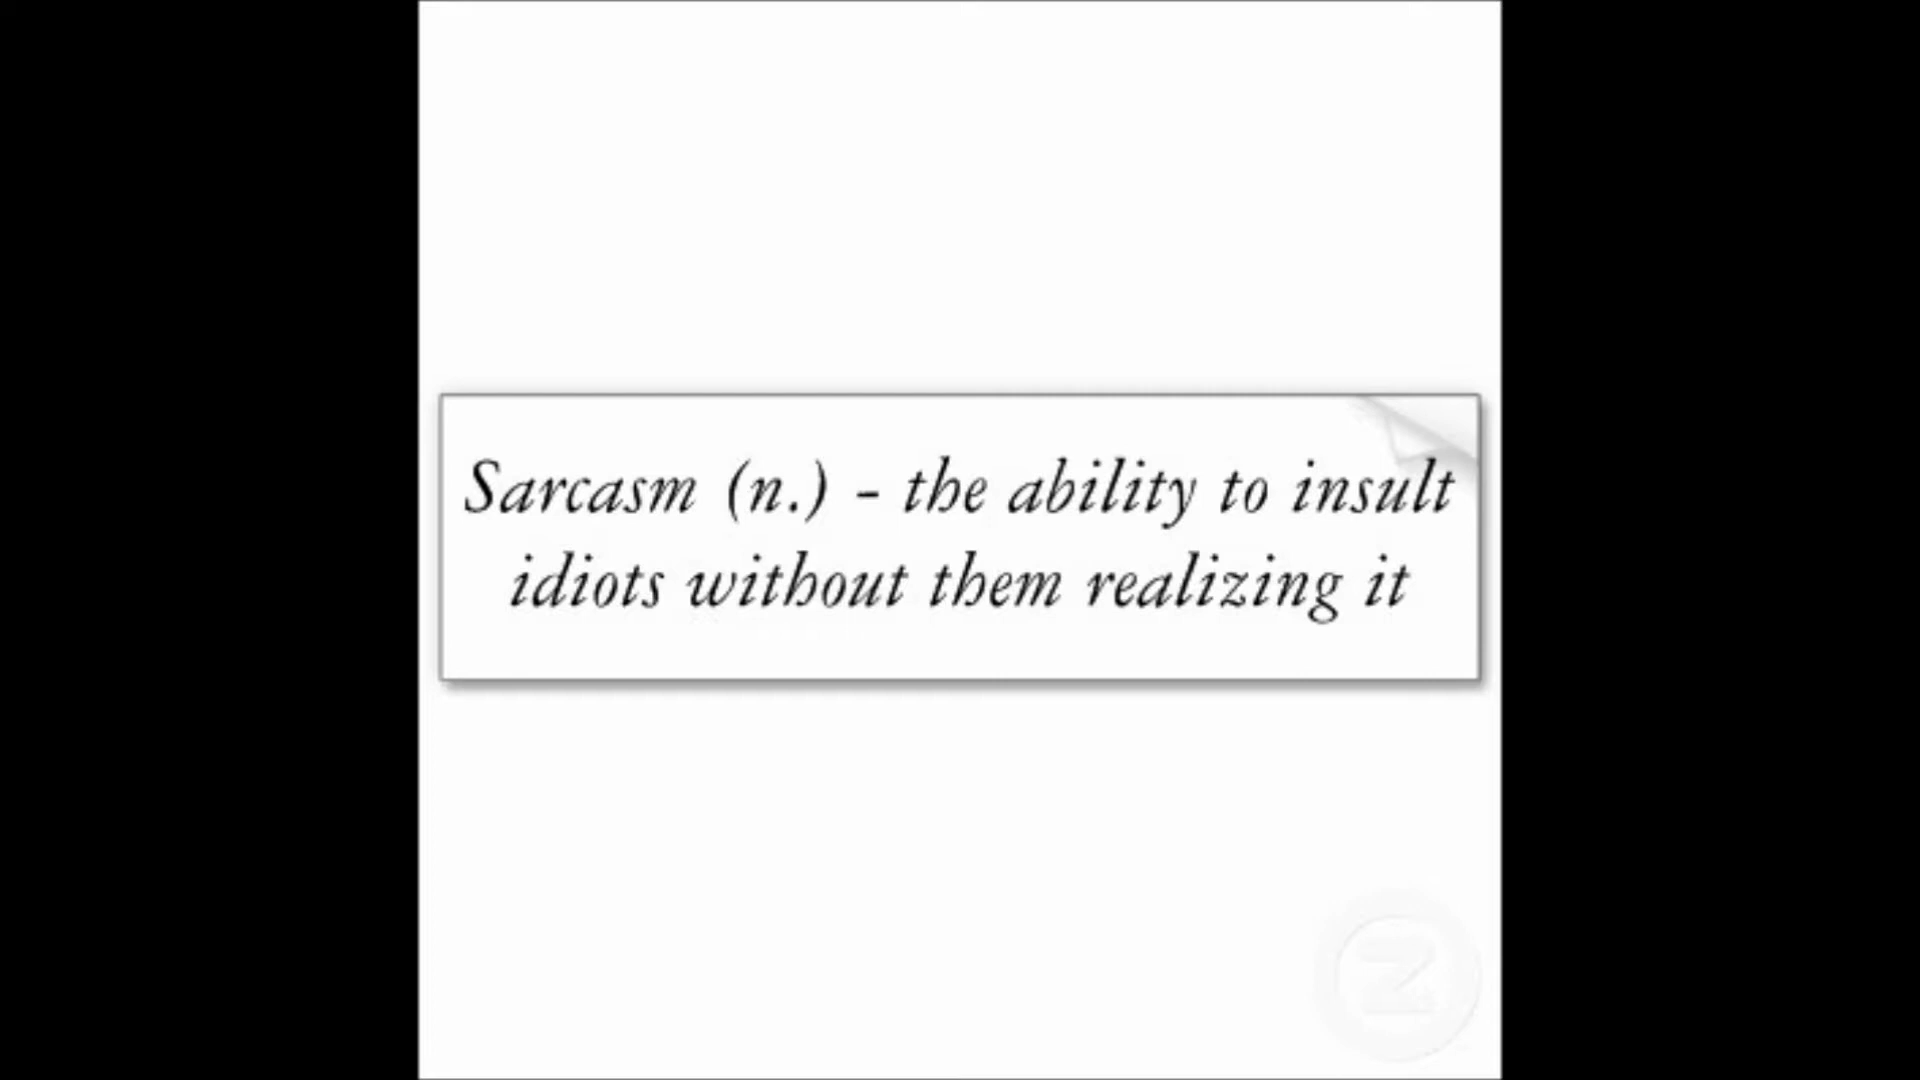 Sarcasm (n.) - the ability to insult
idiots without them realizing it
Z